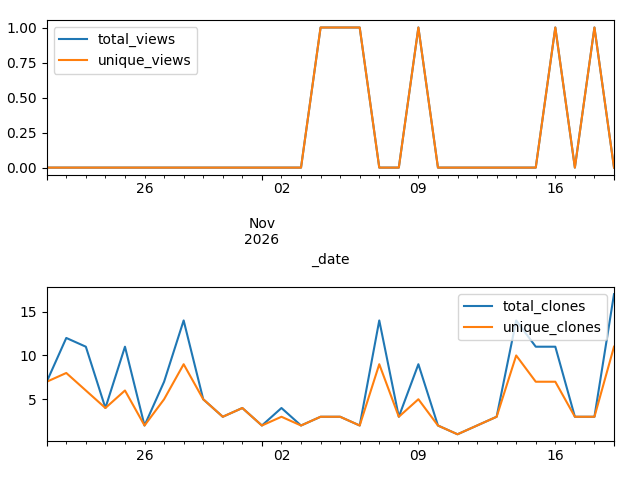 1.00
0.75
0.50
0.25
0.00
total_views
unique_views
26 02 09 16
Nov
2026
_date
15
10
5
total_clones
unique_clones
26 02 09 16